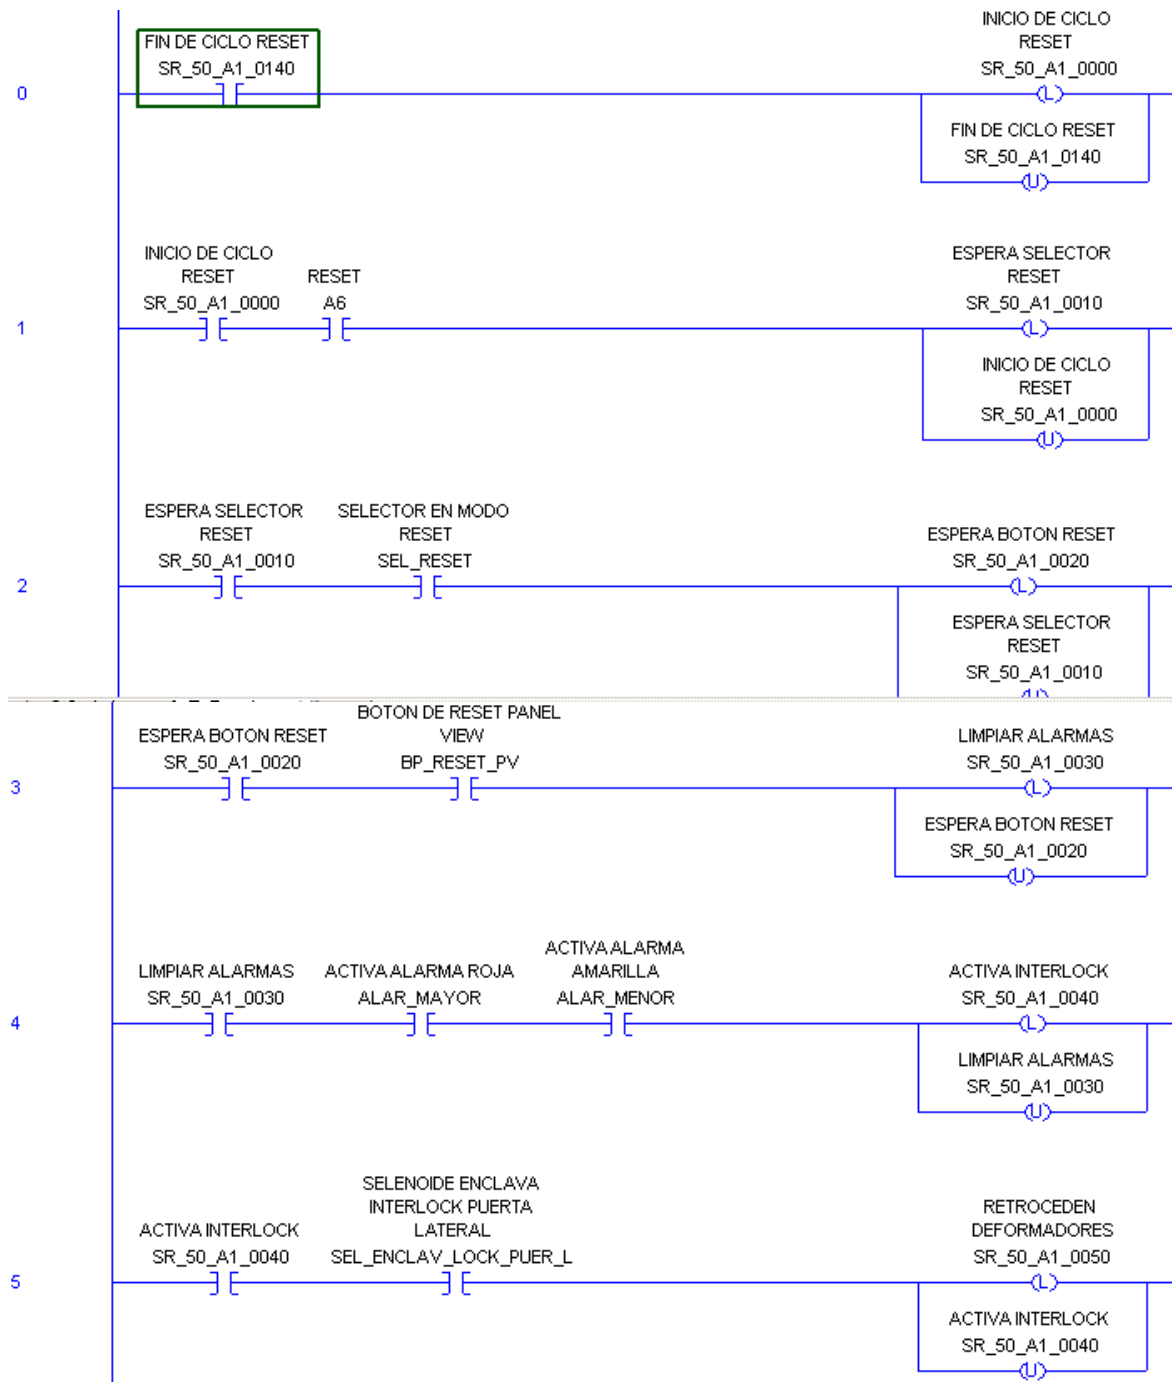 FIN DE CICLO RESET
SR_50_A1_0140
INICIO DE CICLO
RESET
SR_50_A1_0000
L
0
FIN DE CICLO RESET
SR_50_A1_0140
U
INICIO DE CICLO
RESET
SR_50_A1_0000
RESET
A6
ESPERA SELECTOR
RESET
SR_50_A1_0010
L
1
INICIO DE CICLO
RESET
SR_50_A1_0000
U
ESPERA SELECTOR
RESET
SR_50_A1_0010
SELECTOR EN MODO
RESET
SEL_RESET
ESPERA BOTON RESET
SR_50_A1_0020
L
2
ESPERA SELECTOR
RESET
SR_50_A1_0010
ESPERA BOTON RESET
SR_50_A1_0020
BOTON DE RESET PANEL
VIEW
BP_RESET_PV
LIMPIAR ALARMAS
SR_50_A1_0030
L
3
ESPERA BOTON RESET
SR_50_A1_0020
U
LIMPIAR ALARMAS
SR_50_A1_0030
ACTIVA ALARMA ROJA
ALAR_MAYOR
ACTIVA ALARMA
AMARILLA
ALAR_MENOR
ACTIVA INTERLOCK
SR_50_A1_0040
L
4
LIMPIAR ALARMAS
SR_50_A1_0030
U
ACTIVA INTERLOCK
SR_50_A1_0040
SELENOIDE ENCLAVA
INTERLOCK PUERTA
LATERAL
SEL_ENCLAV_LOCK_PUER_L
RETROCEDEN
DEFORMADORES
SR_50_A1_0050
L
5
ACTIVA INTERLOCK
SR_50_A1_0040
U